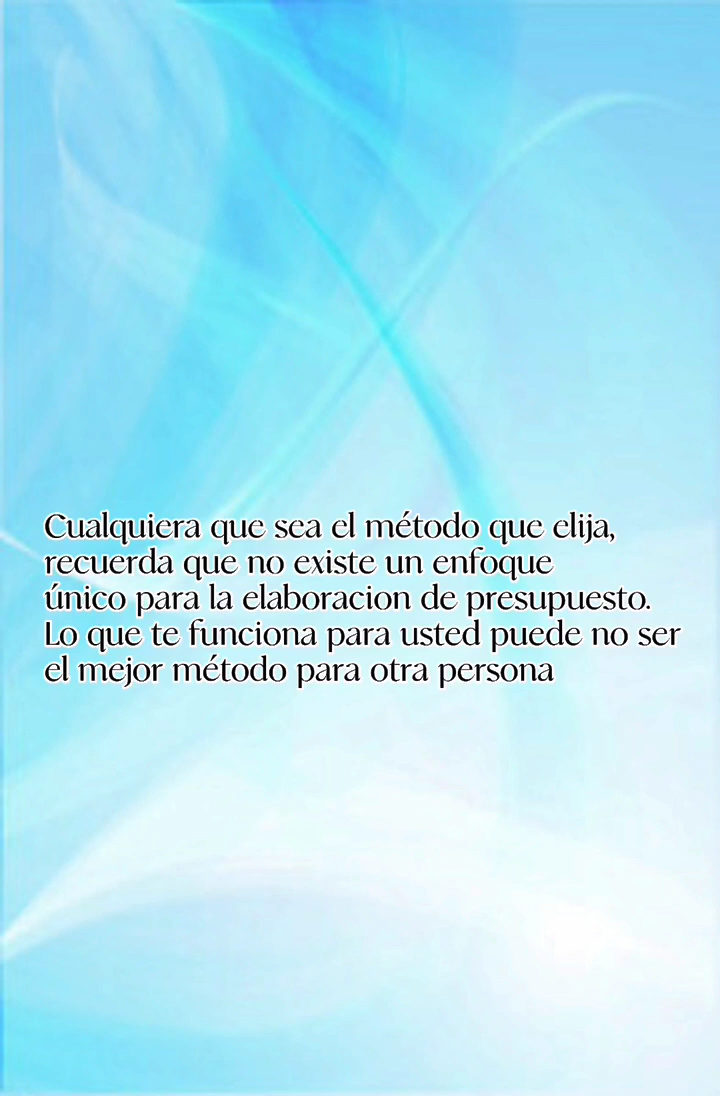 Cualquiera que sea el método que elija,
recuerda que no existe un enfoque
único para la elaboracion de presupuesto.
Lo que te funciona para usted puede no ser
el mejor método para otra persona